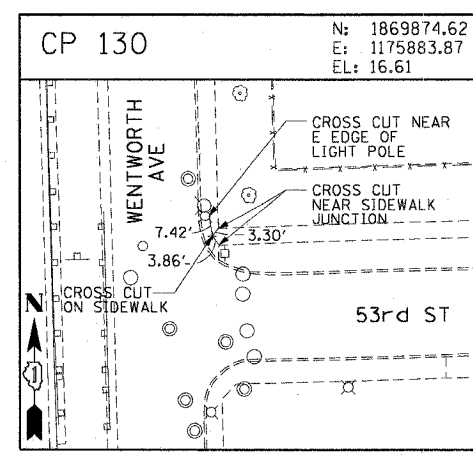 CP 130
N: 1869874.62
E: 1175883.87
EL: 16.61
WENTWORTH
AVE
CROSS CUT NEAR
E EDGE OF
LIGHT POLE
CROSS CUT
NEAR SIDEWALK
JUNCTION
7.42'
3.30'
3.86'
CROSS CUT
ON SIDEWALK
N
1
53rd ST